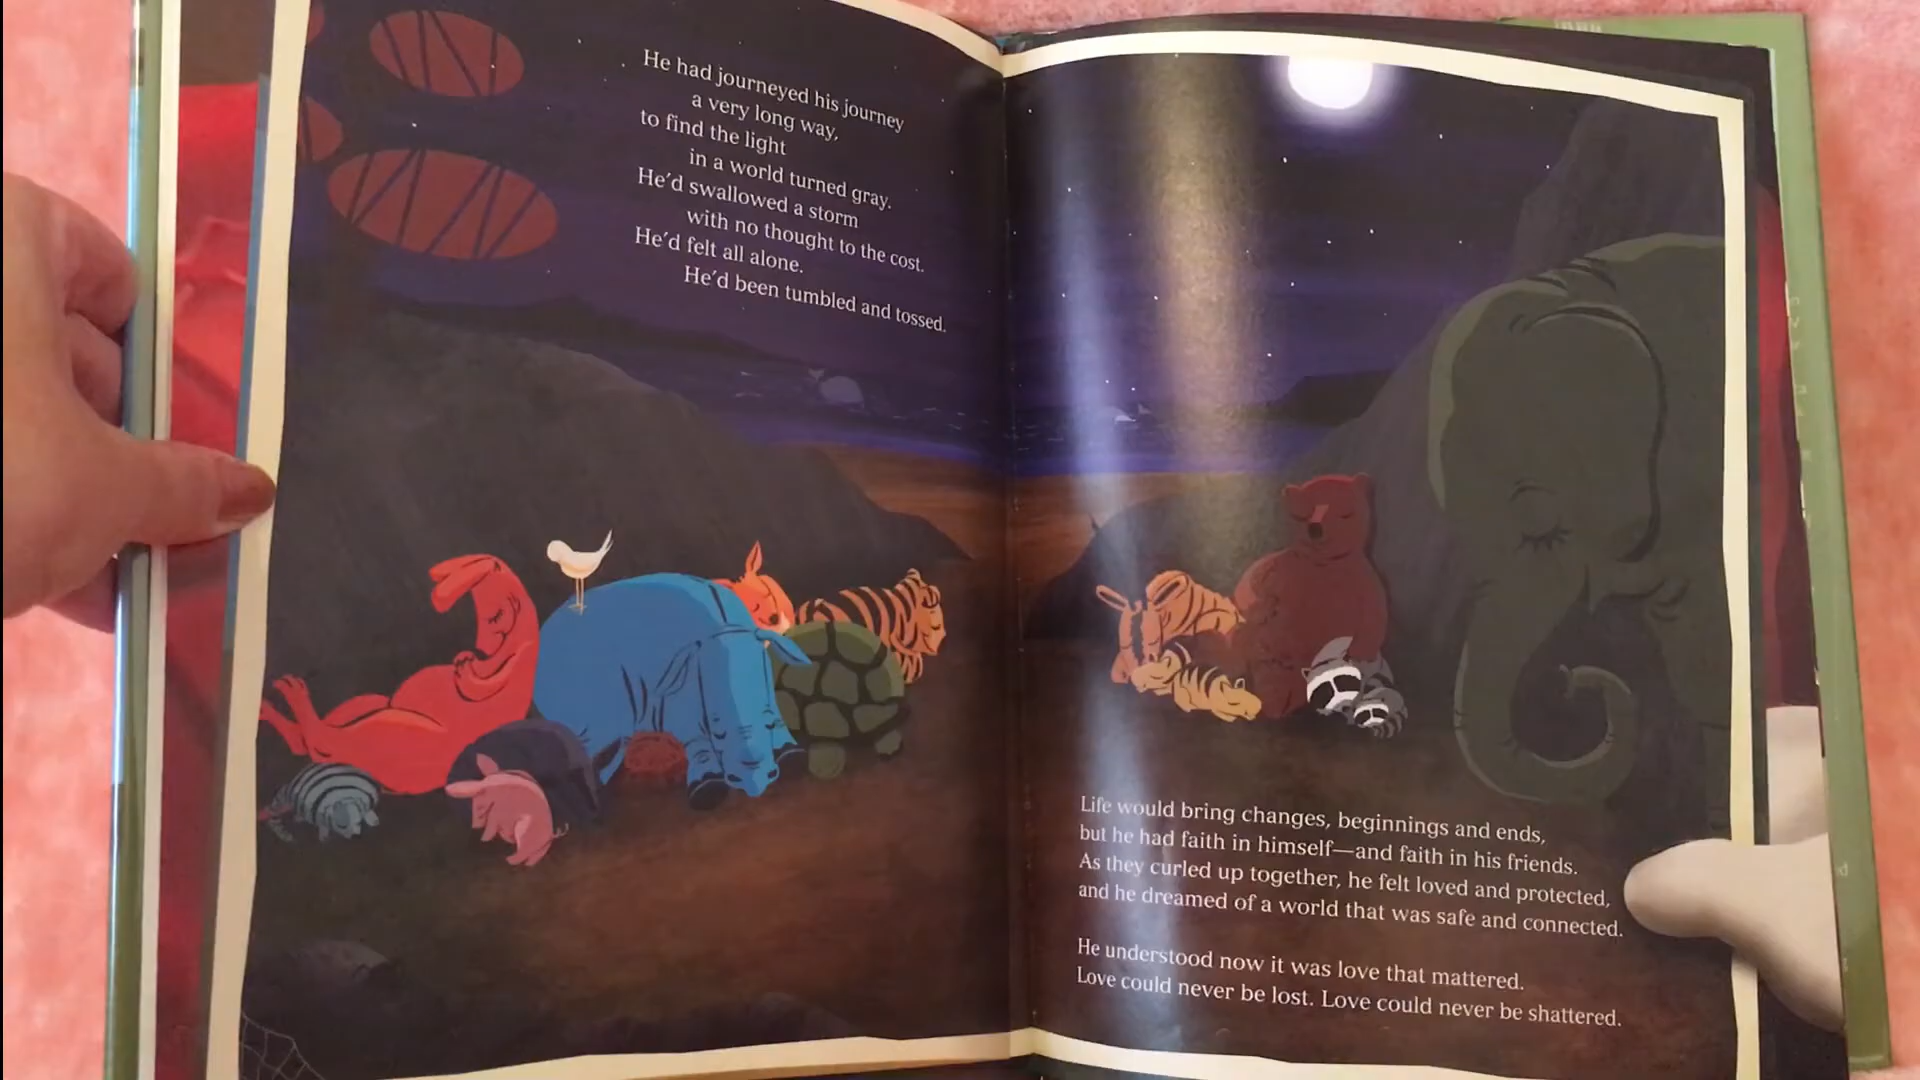 He had journeyed his journey
a very long way,
to find the light
in a world turned gray.
He'd swallowed a storm
with no thought to the cost.
He'd felt all alone.
He'd been tumbled and tossed.
Life would bring changes, beginnings and ends,
but he had faith in himself—and faith in his friends.
As they curled up together, he felt loved and protected,
and he dreamed of a world that was safe and connected.
He understood now it was love that mattered.
Love could never be lost. Love could never be shattered.